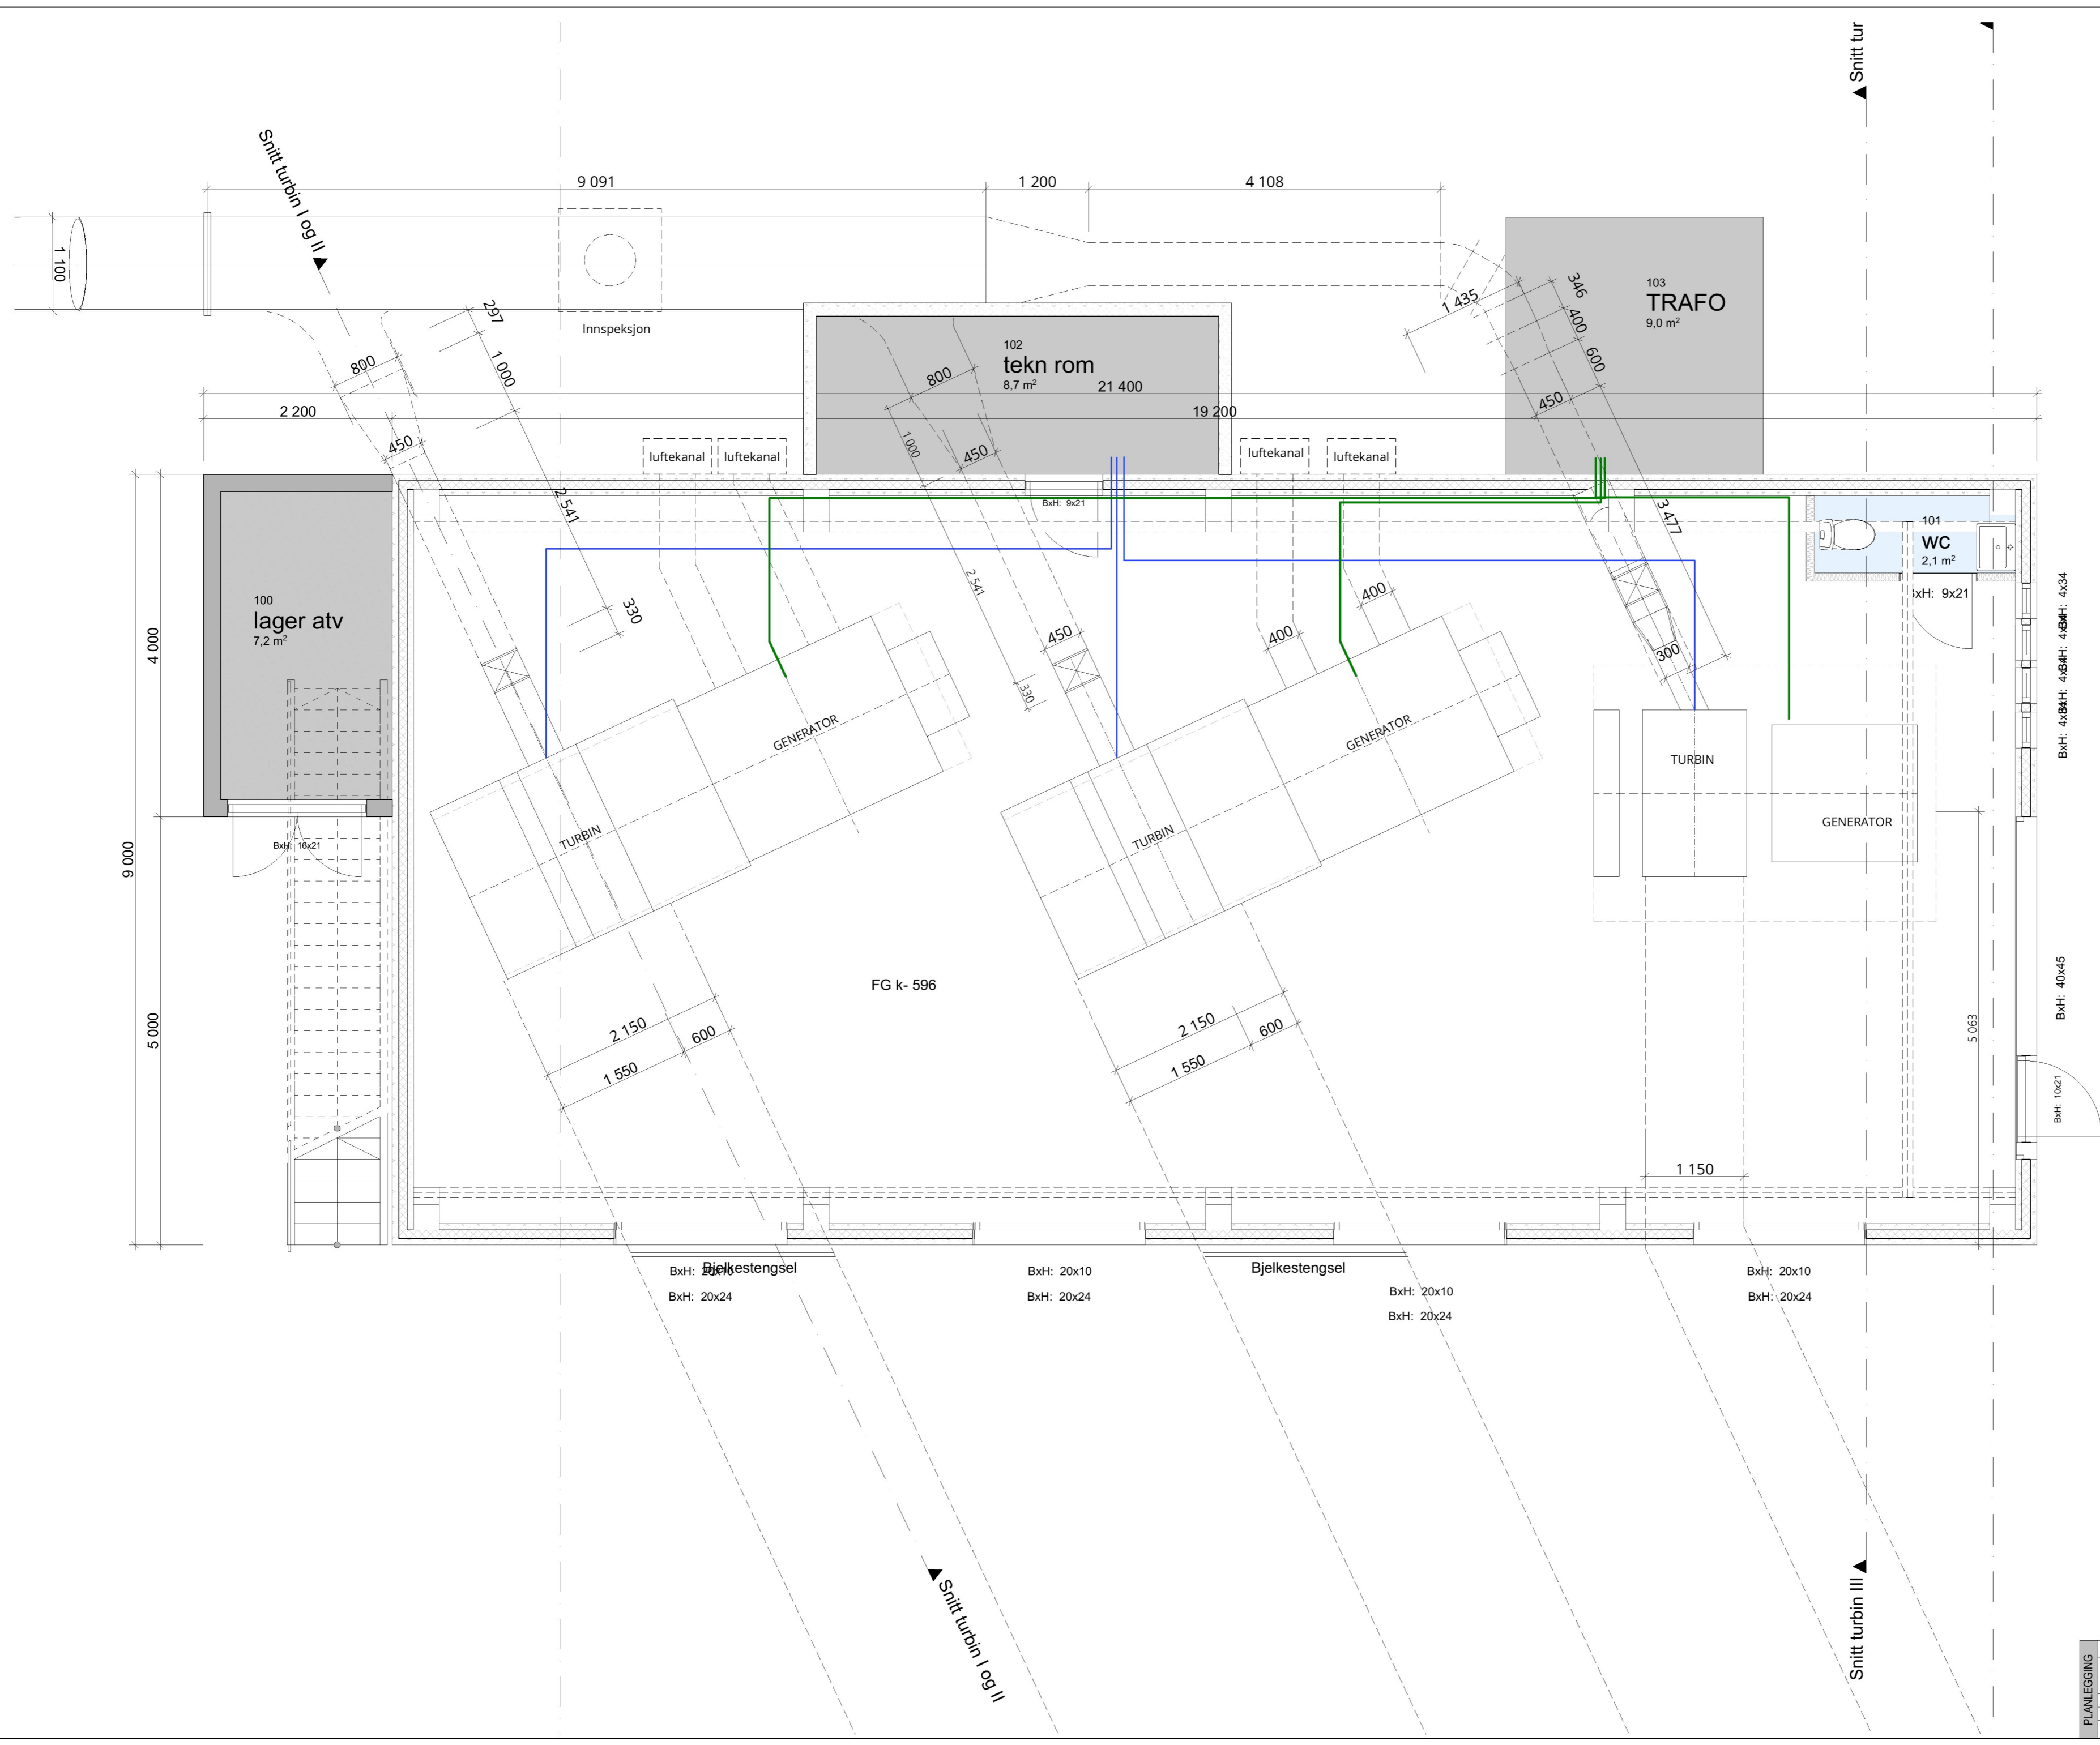 Snitt tur
Snitt turbin I og II
9 091
1 200
4 108
1 100
Innspeksjon
297
1 000
800
450
2 541
330
103
TRAFO
9,0 m²
346
400
600
1 435
450
102
tekn rom
8,7 m²
800
21 400
19 200
2 200
1 000
450
luftekanal
luftekanal
luftekanal
luftekanal
BxH: 9x21
3 477
101
WC
2,1 m²
xH: 9x21
100
lager atv
7,2 m²
4 000
9 000
5 000
2 541
450
330
400
400
300
BxH: 4x34
BxH: 4x34
BxH: 4x34
BxH: 4x34
GENERATOR
GENERATOR
TURBIN
TURBIN
TURBIN
GENERATOR
BxH: 16x21
FG k- 596
BxH: 40x45
5 063
2 150
600
1 550
2 150
600
1 550
BxH: 10x21
1 150
BxH: 20x10
Bjelkestengsel
BxH: 20x24
BxH: 20x10
BxH: 20x24
Bjelkestengsel
BxH: 20x10
BxH: 20x24
BxH: 20x10
BxH: 20x24
Snitt turbin I og II
Snitt turbin III
PLANLEGGING